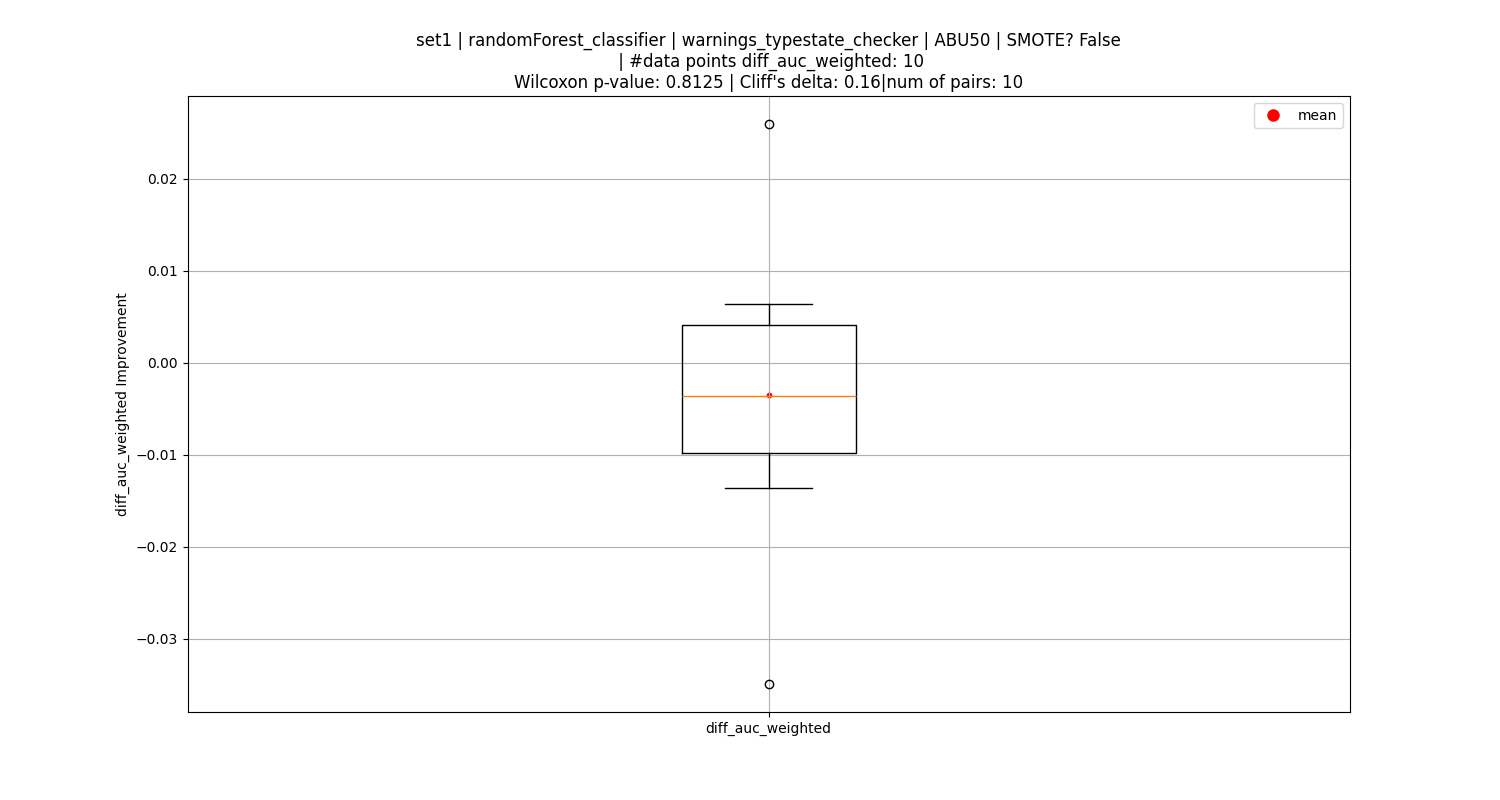 set1 | randomForest_classifier | warnings_typestate_checker | ABU50 | SMOTE? False
| #data points diff_auc_weighted: 10
Wilcoxon p-value: 0.8125 | Cliff's delta: 0.16|num of pairs: 10
mean
0.02
0.01
0.00
−0.01
−0.02
−0.03
diff_auc_weighted Improvement
diff_auc_weighted